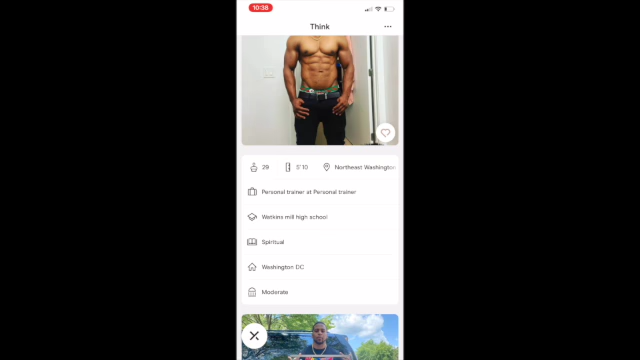 10:38
Think
29
5' 10
Northeast Washington
Personal trainer at Personal trainer
Watkins mill high school
Spiritual
Washington DC
Moderate